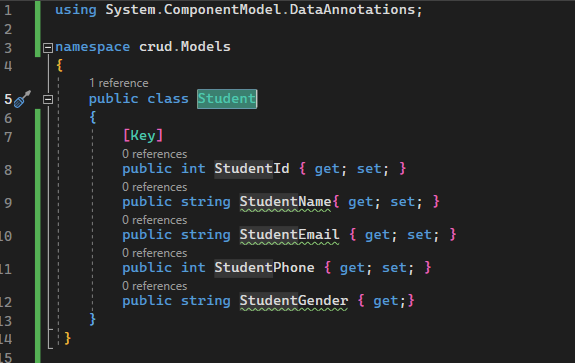 1 using System.ComponentModel.DataAnnotations;
2
3 namespace crud.Models
4 {
1 reference
5 public class Student
6 {
7 [Key]
0 references
8 public int StudentId { get; set; }
0 references
9 public string StudentName{ get; set; }
0 references
10 public string StudentEmail { get; set; }
0 references
11 public int StudentPhone { get; set; }
0 references
12 public string StudentGender { get;}
13 }
14 }
15